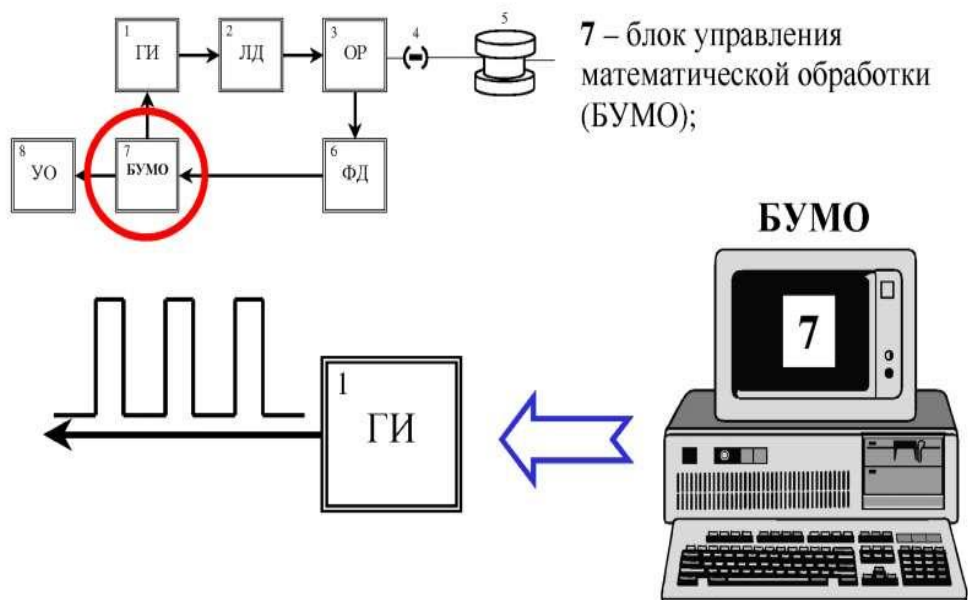 1
ГИ
2
ЛД
3
ОР
4
5
7 – блок управления
математической обработки
(БУМО);
8
УО
7
БУМО
6
ФД
БУМО
7
1
ГИ